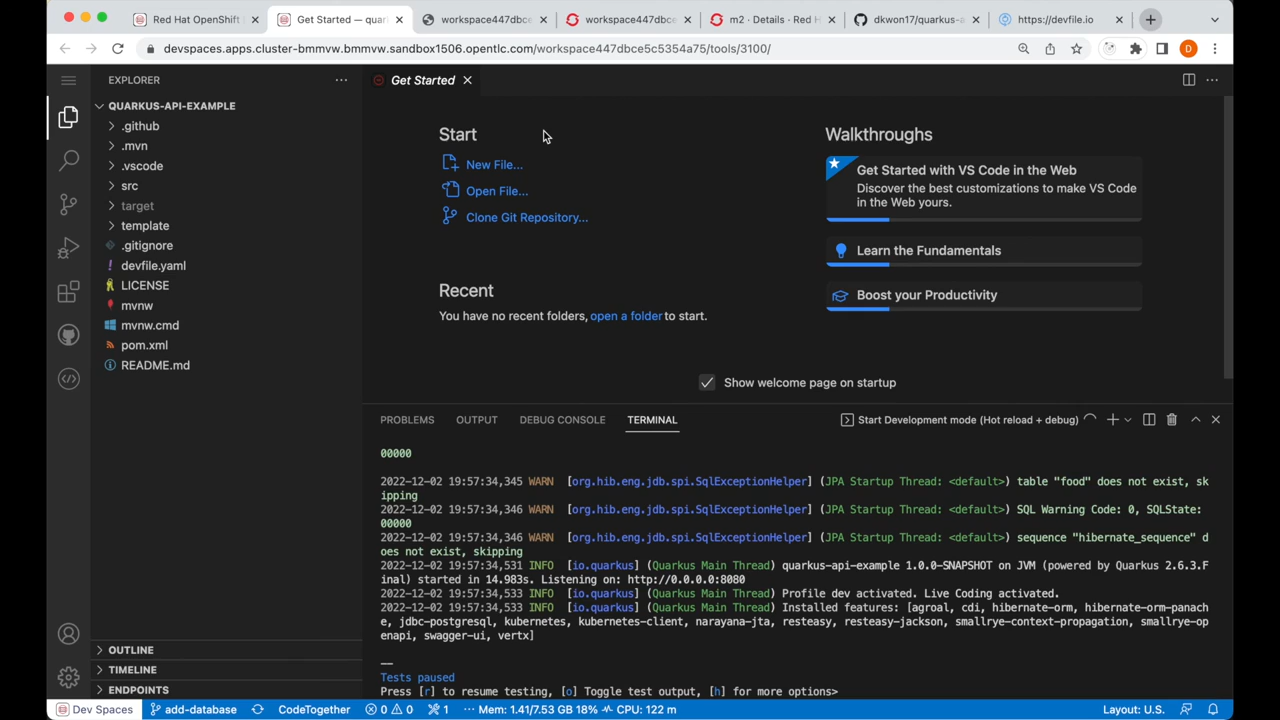 Red Hat OpenShift
Get Started — quar
workspace447dbce
workspace447dbce
m2 · Details · Red H
dkwon17/quarkus-a
https://devfile.io
devspaces.apps.cluster-bmmvw.bmmvw.sandbox1506.opentlc.com/workspace447dbce5c5354a75/tools/3100/
D
EXPLORER
QUARKUS-API-EXAMPLE
.github
.mvn
.vscode
src
target
template
.gitignore
devfile.yaml
LICENSE
mvnw
mvnw.cmd
pom.xml
README.md
OUTLINE
TIMELINE
ENDPOINTS
Get Started
Start
New File...
Open File...
Clone Git Repository...
Recent
You have no recent folders, open a folder to start.
Walkthroughs
Get Started with VS Code in the Web
Discover the best customizations to make VS Code
in the Web yours.
Learn the Fundamentals
Boost your Productivity
Show welcome page on startup
PROBLEMS OUTPUT DEBUG CONSOLE TERMINAL
Start Development mode (Hot reload + debug)
00000
2022-12-02 19:57:34,345 WARN [org.hib.eng.jdb.spi.SqlExceptionHelper] (JPA Startup Thread: <default>) table "food" does not exist, sk
ipping
2022-12-02 19:57:34,346 WARN [org.hib.eng.jdb.spi.SqlExceptionHelper] (JPA Startup Thread: <default>) SQL Warning Code: 0, SQLState:
00000
2022-12-02 19:57:34,346 WARN [org.hib.eng.jdb.spi.SqlExceptionHelper] (JPA Startup Thread: <default>) sequence "hibernate_sequence" d
oes not exist, skipping
2022-12-02 19:57:34,531 INFO [io.quarkus] (Quarkus Main Thread) quarkus-api-example 1.0.0-SNAPSHOT on JVM (powered by Quarkus 2.6.3.F
inal) started in 14.983s. Listening on: http://0.0.0.0:8080
2022-12-02 19:57:34,533 INFO [io.quarkus] (Quarkus Main Thread) Profile dev activated. Live Coding activated.
2022-12-02 19:57:34,533 INFO [io.quarkus] (Quarkus Main Thread) Installed features: [agroal, cdi, hibernate-orm, hibernate-orm-panach
e, jdbc-postgresql, kubernetes, kubernetes-client, narayana-jta, resteasy, resteasy-jackson, smallrye-context-propagation, smallrye-op
enapi, swagger-ui, vertx]
--
Tests paused
Press [r] to resume testing, [o] Toggle test output, [h] for more options>
Dev Spaces add-database CodeTogether 0 0 1 ··· Mem: 1.41/7.53 GB 18% CPU: 122 m Layout: U.S.